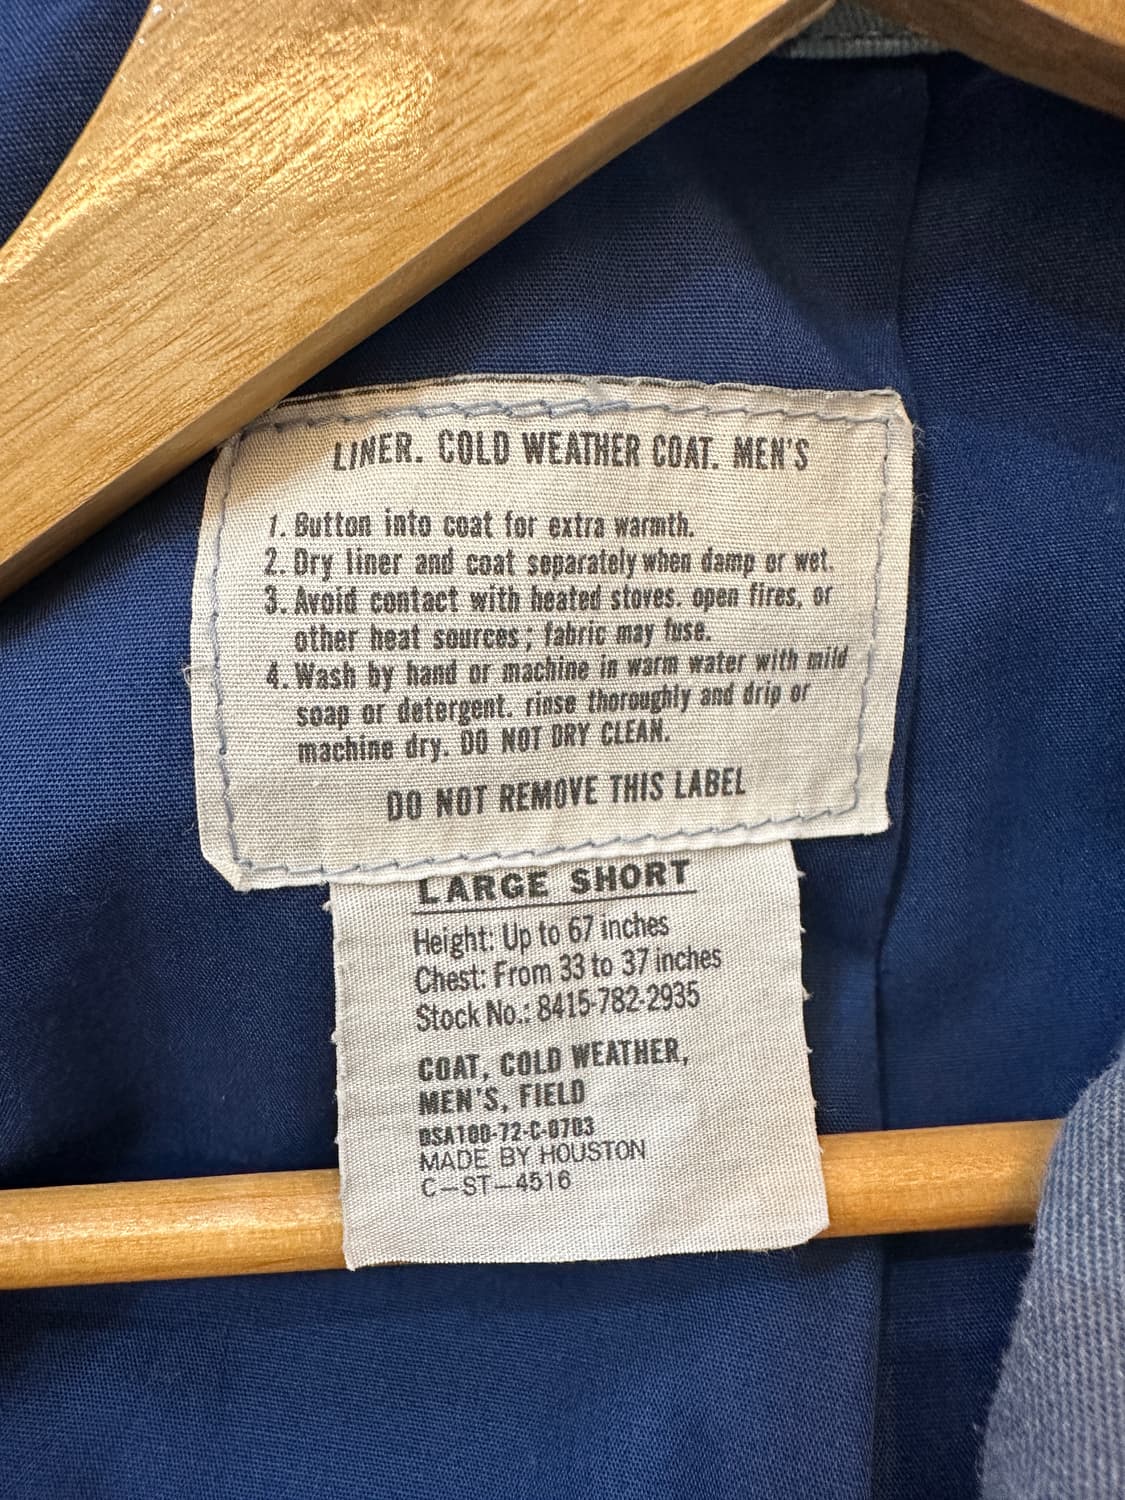 LINER. COLD WEATHER COAT. MEN'S
1. Button into coat for extra warmth.
2. Dry liner and coat separately when damp or wet.
3. Avoid contact with heated stoves. open fires, or
other heat sources; fabric may fuse.
4. Wash by hand or machine in warm water with mild
soap or detergent. rinse thoroughly and drip or
machine dry. DO NOT DRY CLEAN.
DO NOT REMOVE THIS LABEL
LARGE SHORT
Height: Up to 67 inches
Chest: From 33 to 37 inches
Stock No.: 8415-782-2935
COAT, COLD WEATHER,
MEN'S, FIELD
DSA100-72-C-0703
MADE BY HOUSTON
C-ST-4516